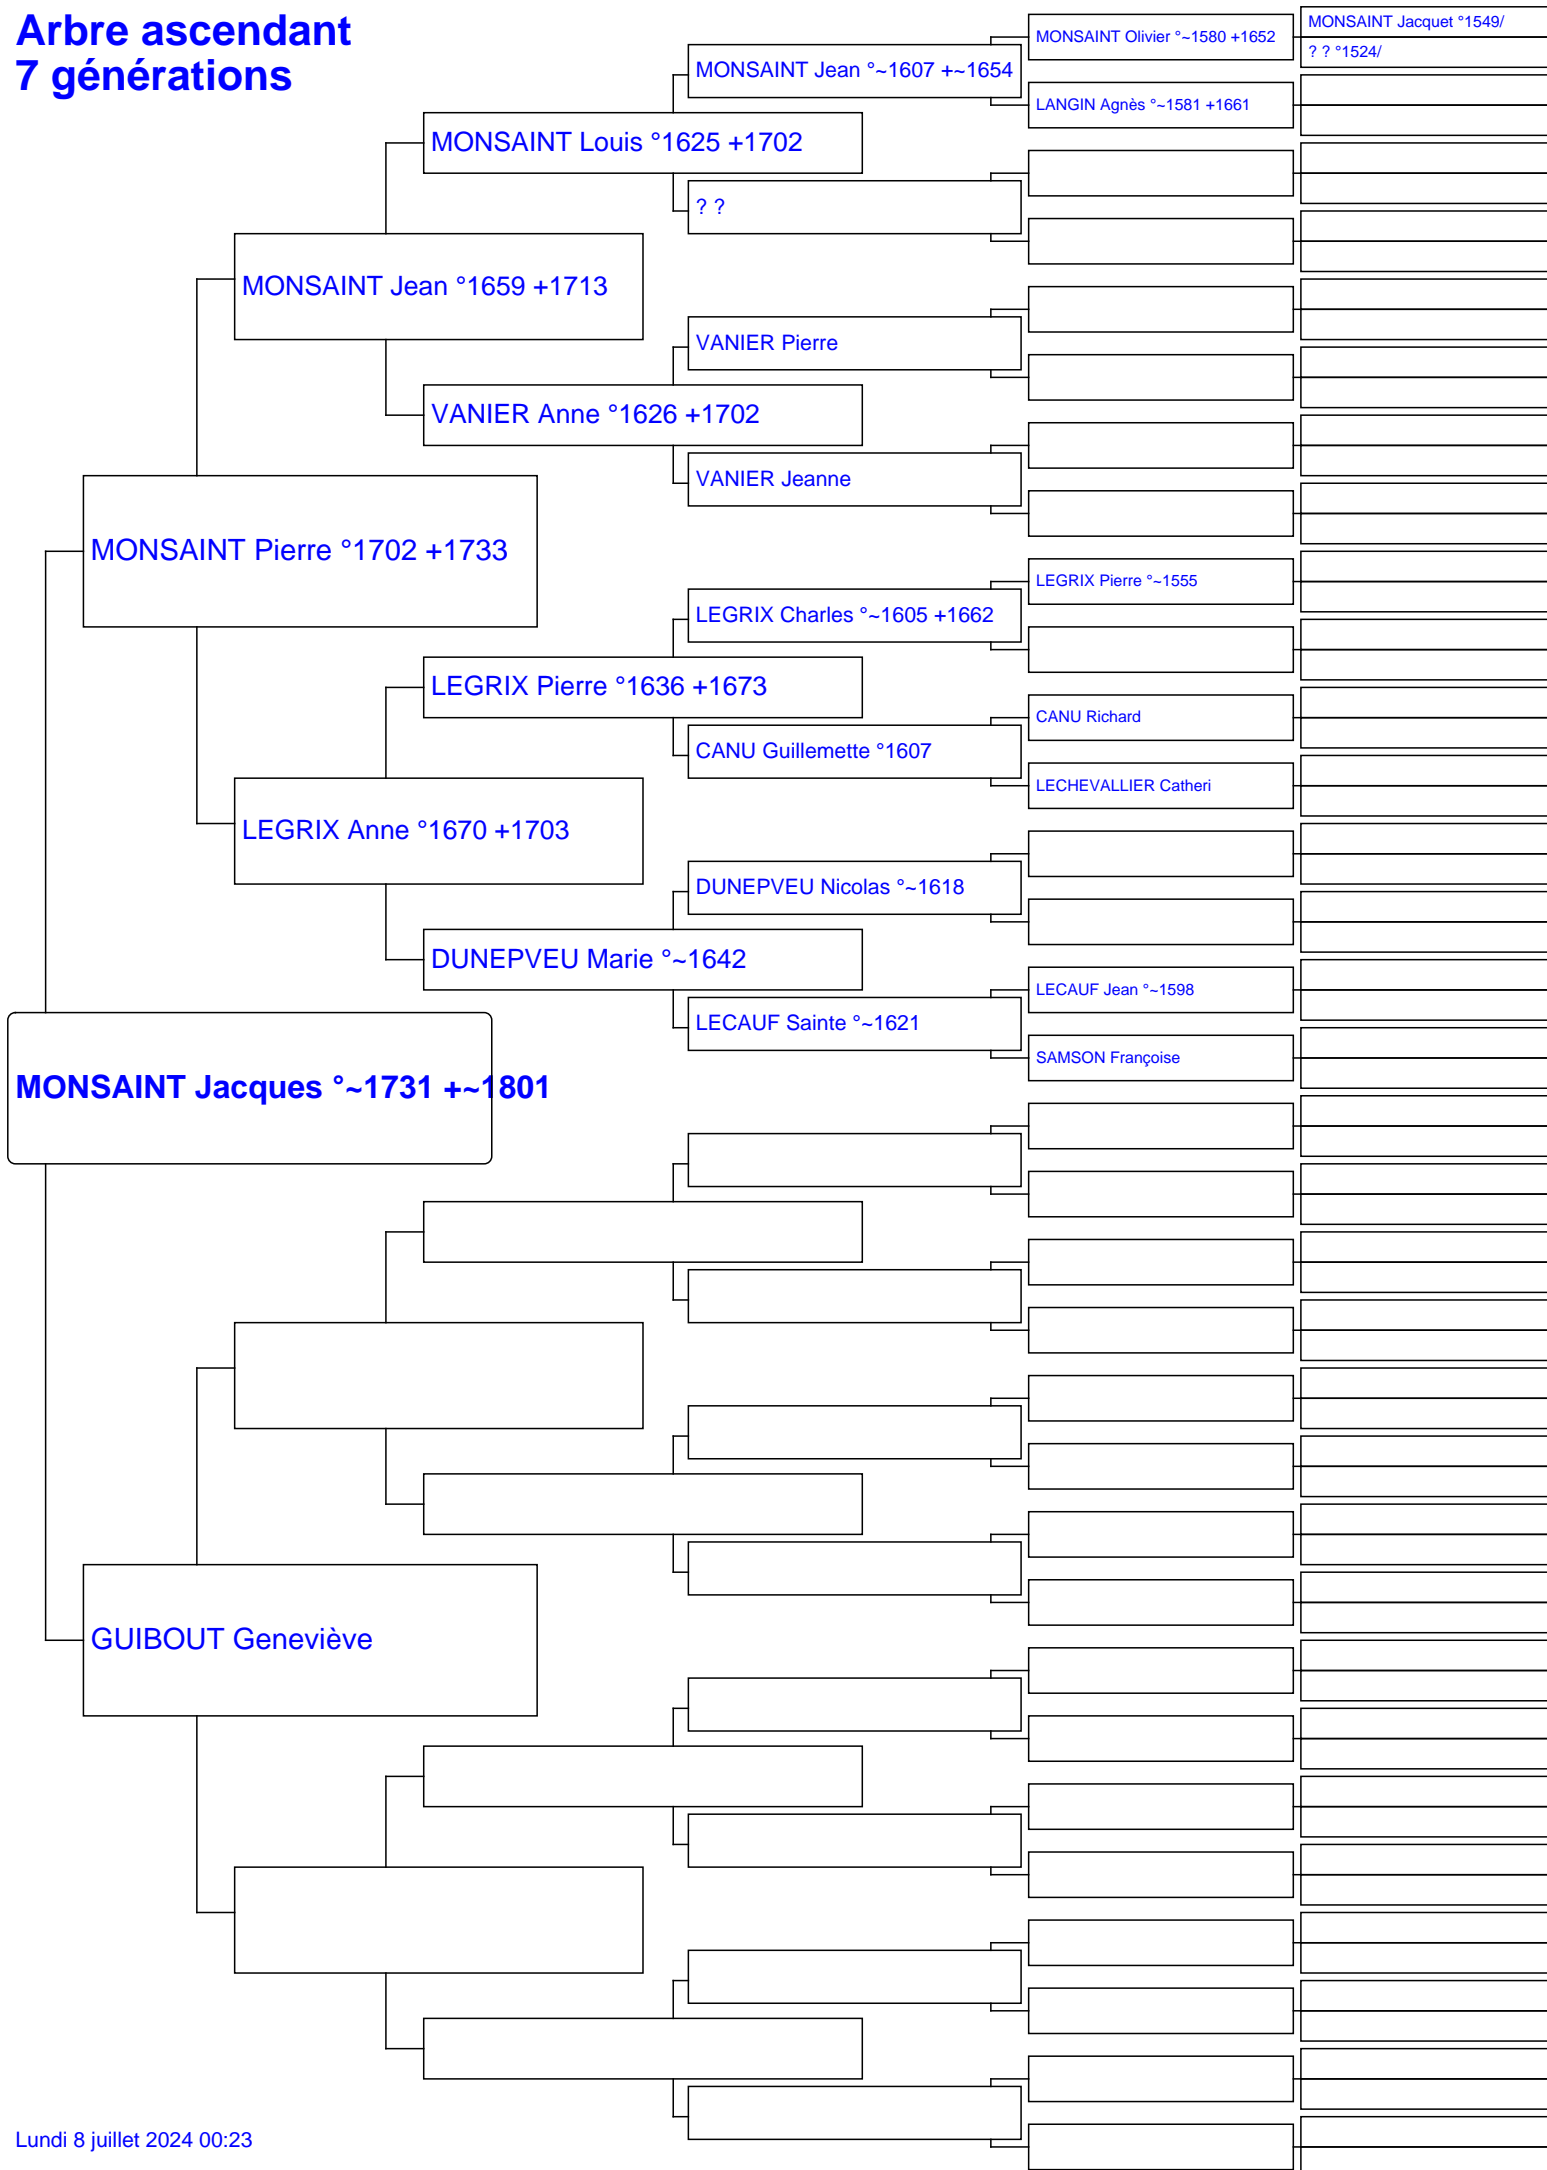 Arbre ascendant
7 générations
MONSAINT Jacquet °1549/
MONSAINT Olivier °~1580 +1652
? ? °1524/
MONSAINT Jean °~1607 +~1654
LANGIN Agnès °~1581 +1661
MONSAINT Louis °1625 +1702
? ?
MONSAINT Jean °1659 +1713
VANIER Pierre
VANIER Anne °1626 +1702
VANIER Jeanne
MONSAINT Pierre °1702 +1733
LEGRIX Pierre °~1555
LEGRIX Charles °~1605 +1662
LEGRIX Pierre °1636 +1673
CANU Richard
CANU Guillemette °1607
LECHEVALLIER Catheri
LEGRIX Anne °1670 +1703
DUNEPVEU Nicolas °~1618
DUNEPVEU Marie °~1642
LECAUF Jean °~1598
LECAUF Sainte °~1621
SAMSON Françoise
MONSAINT Jacques °~1731 +~1801
GUIBOUT Geneviève
Lundi 8 juillet 2024 00:23